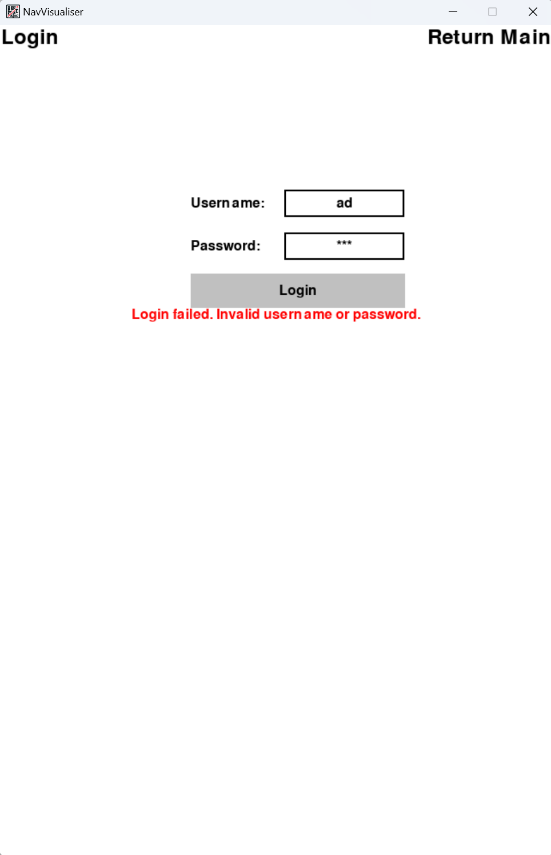 NavVisualiser
Login Return Main
Username: ad
Password: ***
Login
Login failed. Invalid username or password.